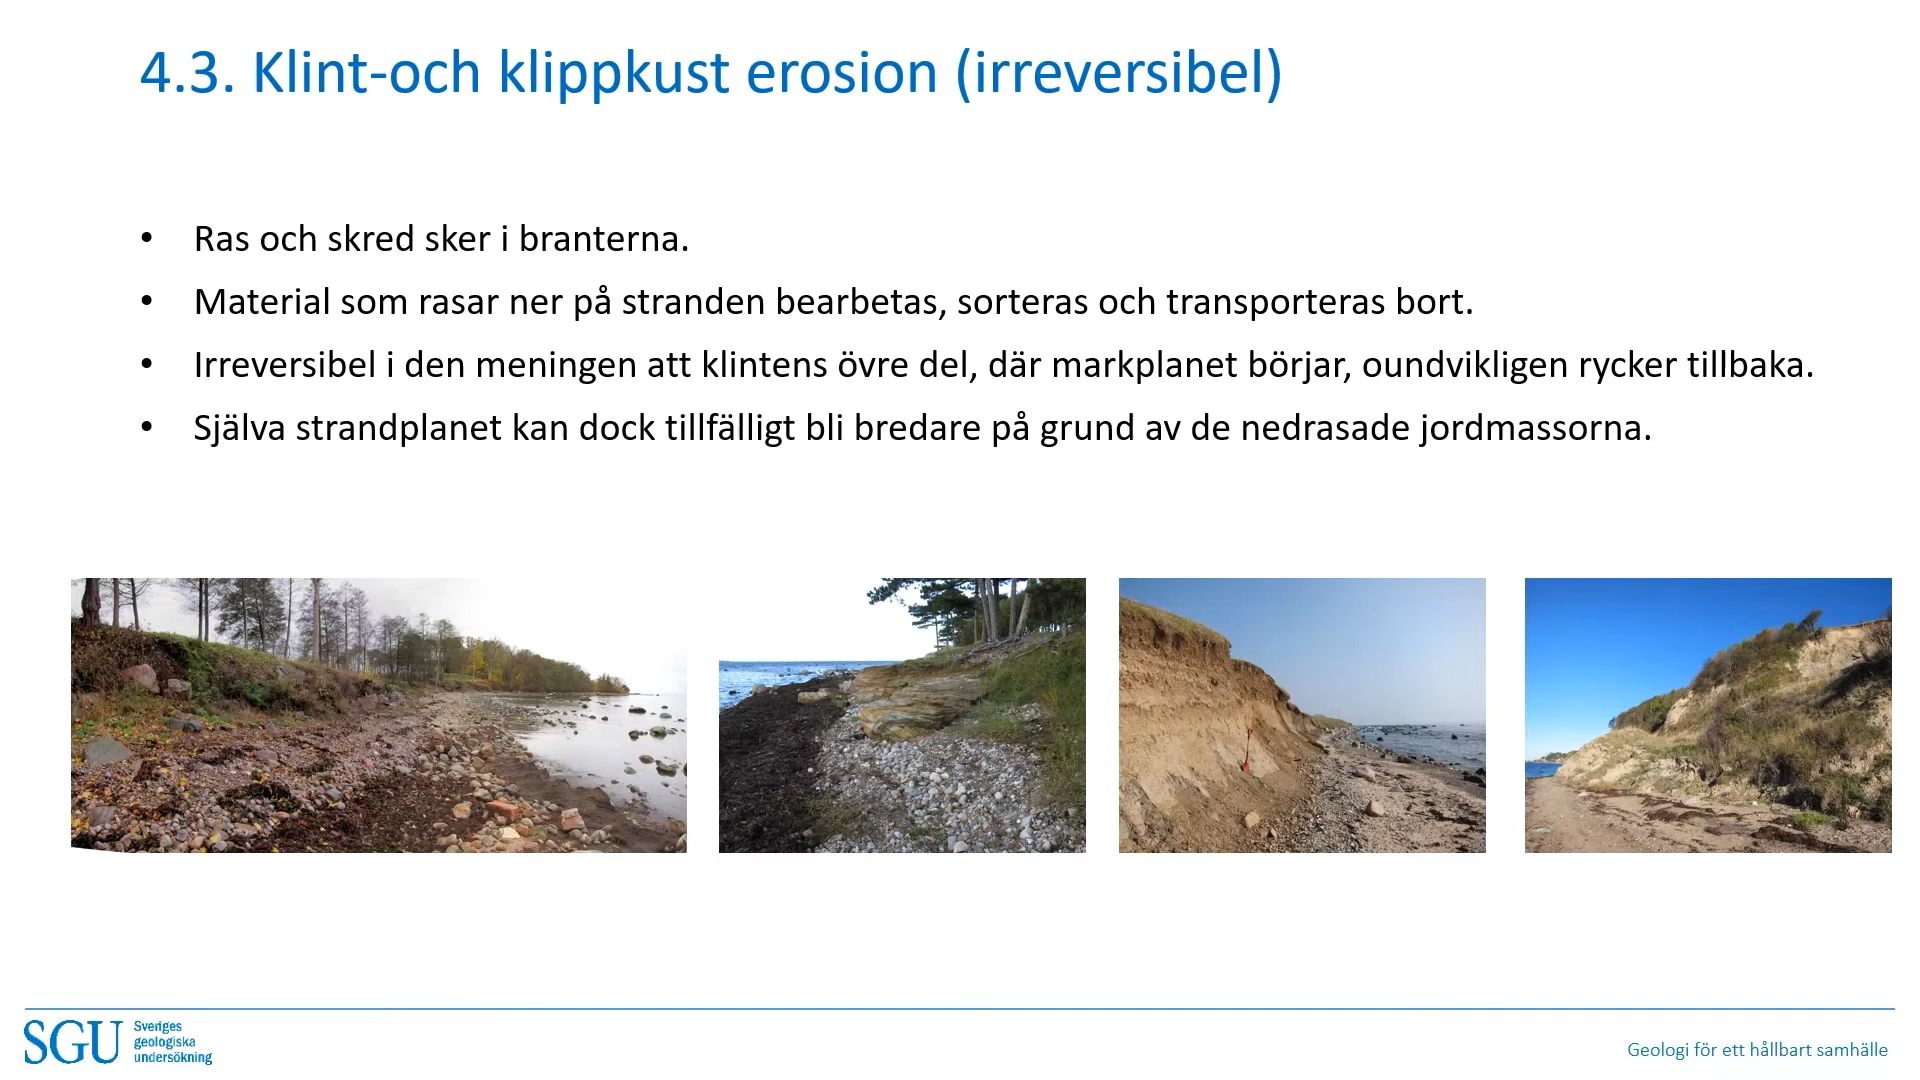 4.3. Klint-och klippkust erosion (irreversibel)
• Ras och skred sker i branterna.
• Material som rasar ner på stranden bearbetas, sorteras och transporteras bort.
• Irreversibel i den meningen att klintens övre del, där markplanet börjar, oundvikligen rycker tillbaka.
• Själva strandplanet kan dock tillfälligt bli bredare på grund av de nedrasade jordmassorna.
SGU
Sveriges
geologiska
undersökning
Geologi för ett hållbart samhälle